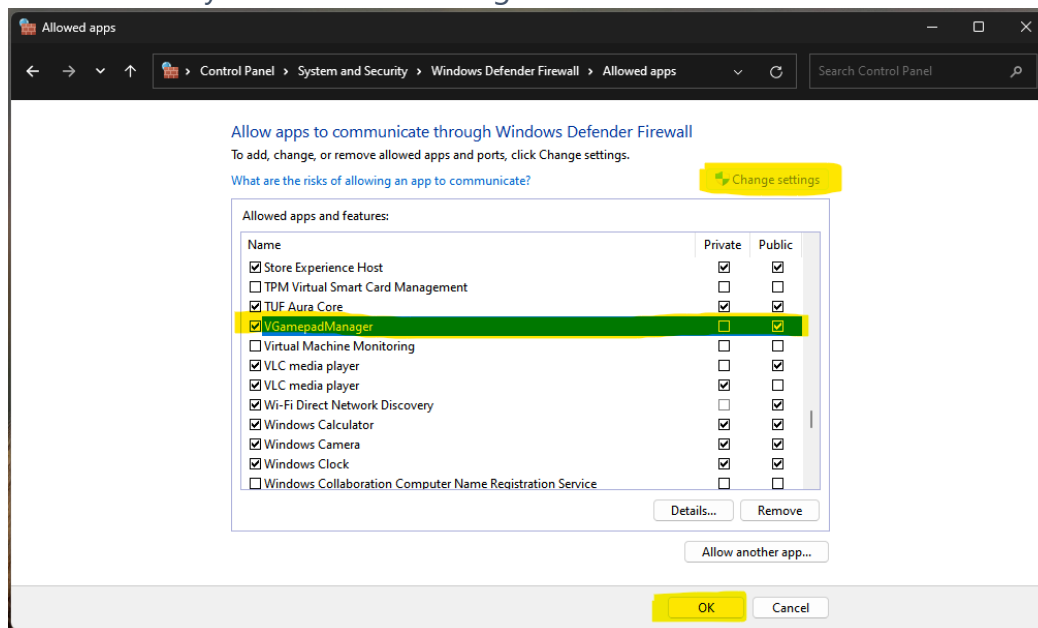 Allowed apps
Control Panel › System and Security › Windows Defender Firewall › Allowed apps
Search Control Panel
Allow apps to communicate through Windows Defender Firewall
To add, change, or remove allowed apps and ports, click Change settings.
What are the risks of allowing an app to communicate?
Change settings
Allowed apps and features:
Name Private Public
Store Experience Host
TPM Virtual Smart Card Management
TUF Aura Core
VGamepadManager
Virtual Machine Monitoring
VLC media player
VLC media player
Wi-Fi Direct Network Discovery
Windows Calculator
Windows Camera
Windows Clock
Windows Collaboration Computer Name Registration Service
Details... Remove
Allow another app...
OK Cancel